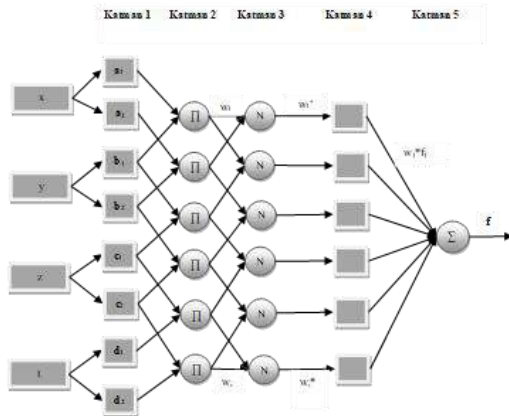 Katman 1 Katman 2 Katman 3 Katman 4 Katman 5
x
y
z
t
a₁
a₂
b₁
b₂
c₁
c₂
d₁
d₂
∏
∏
∏
∏
∏
∏
w₁
N
N
N
N
N
N
w₁*
w₁*f₁
Σ
f